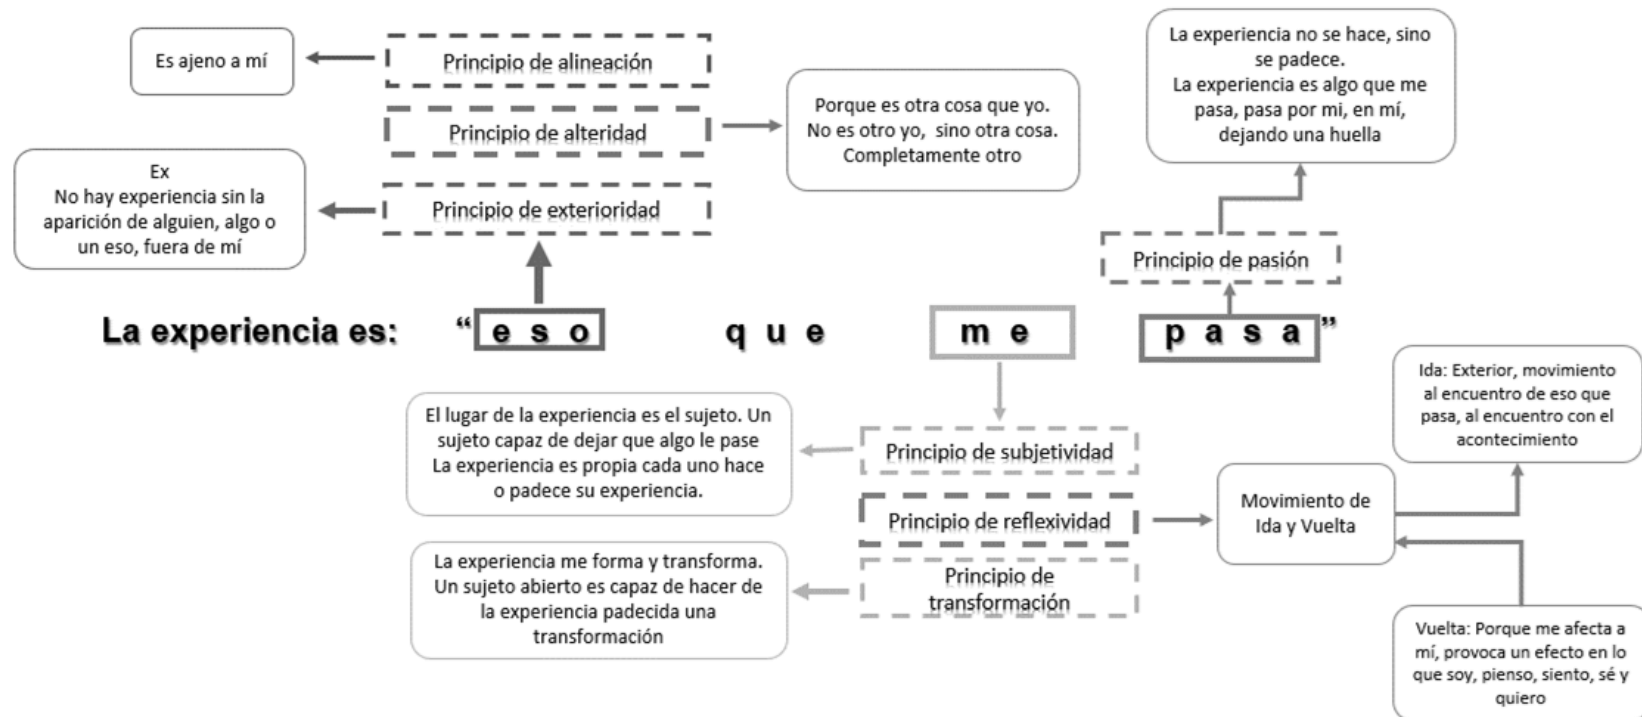 Es ajeno a mí
Principio de alineación
Principio de alteridad
Porque es otra cosa que yo.
No es otro yo, sino otra cosa.
Completamente otro
Ex
No hay experiencia sin la
aparición de alguien, algo o
un eso, fuera de mí
Principio de exterioridad
La experiencia no se hace, sino
se padece.
La experiencia es algo que me
pasa, pasa por mi, en mí,
dejando una huella
Principio de pasión
La experiencia es: “ e s o q u e m e p a s a ”
El lugar de la experiencia es el sujeto. Un
sujeto capaz de dejar que algo le pase
La experiencia es propia cada uno hace
o padece su experiencia.
Principio de subjetividad
Principio de reflexividad
Movimiento de
Ida y Vuelta
Ida: Exterior, movimiento
al encuentro de eso que
pasa, al encuentro con el
acontecimiento
La experiencia me forma y transforma.
Un sujeto abierto es capaz de hacer de
la experiencia padecida una
transformación
Principio de
transformación
Vuelta: Porque me afecta a
mí, provoca un efecto en lo
que soy, pienso, siento, sé y
quiero